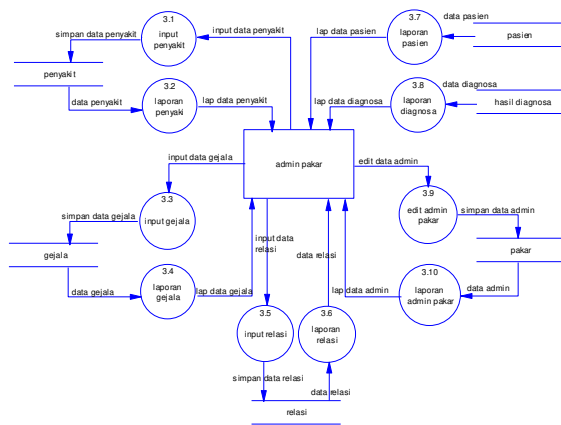 3.1
input
penyakit
simpan data penyakit
input data penyakit
penyakit
3.2
laporan
penyaki
data penyakit
lap data penyakit
3.7
laporan
pasien
data pasien
pasien
lap data pasien
3.8
laporan
diagnosa
data diagnosa
hasil diagnosa
lap data diagnosa
admin pakar
input data gejala
3.3
input gejala
simpan data gejala
gejala
3.4
laporan
gejala
data gejala
lap data gejala
edit data admin
3.9
edit admin
pakar
simpan data admin
pakar
3.10
laporan
admin pakar
data admin
lap data admin
input data
relasi
data relasi
3.5
input relasi
3.6
laporan
relasi
simpan data relasi
data relasi
relasi